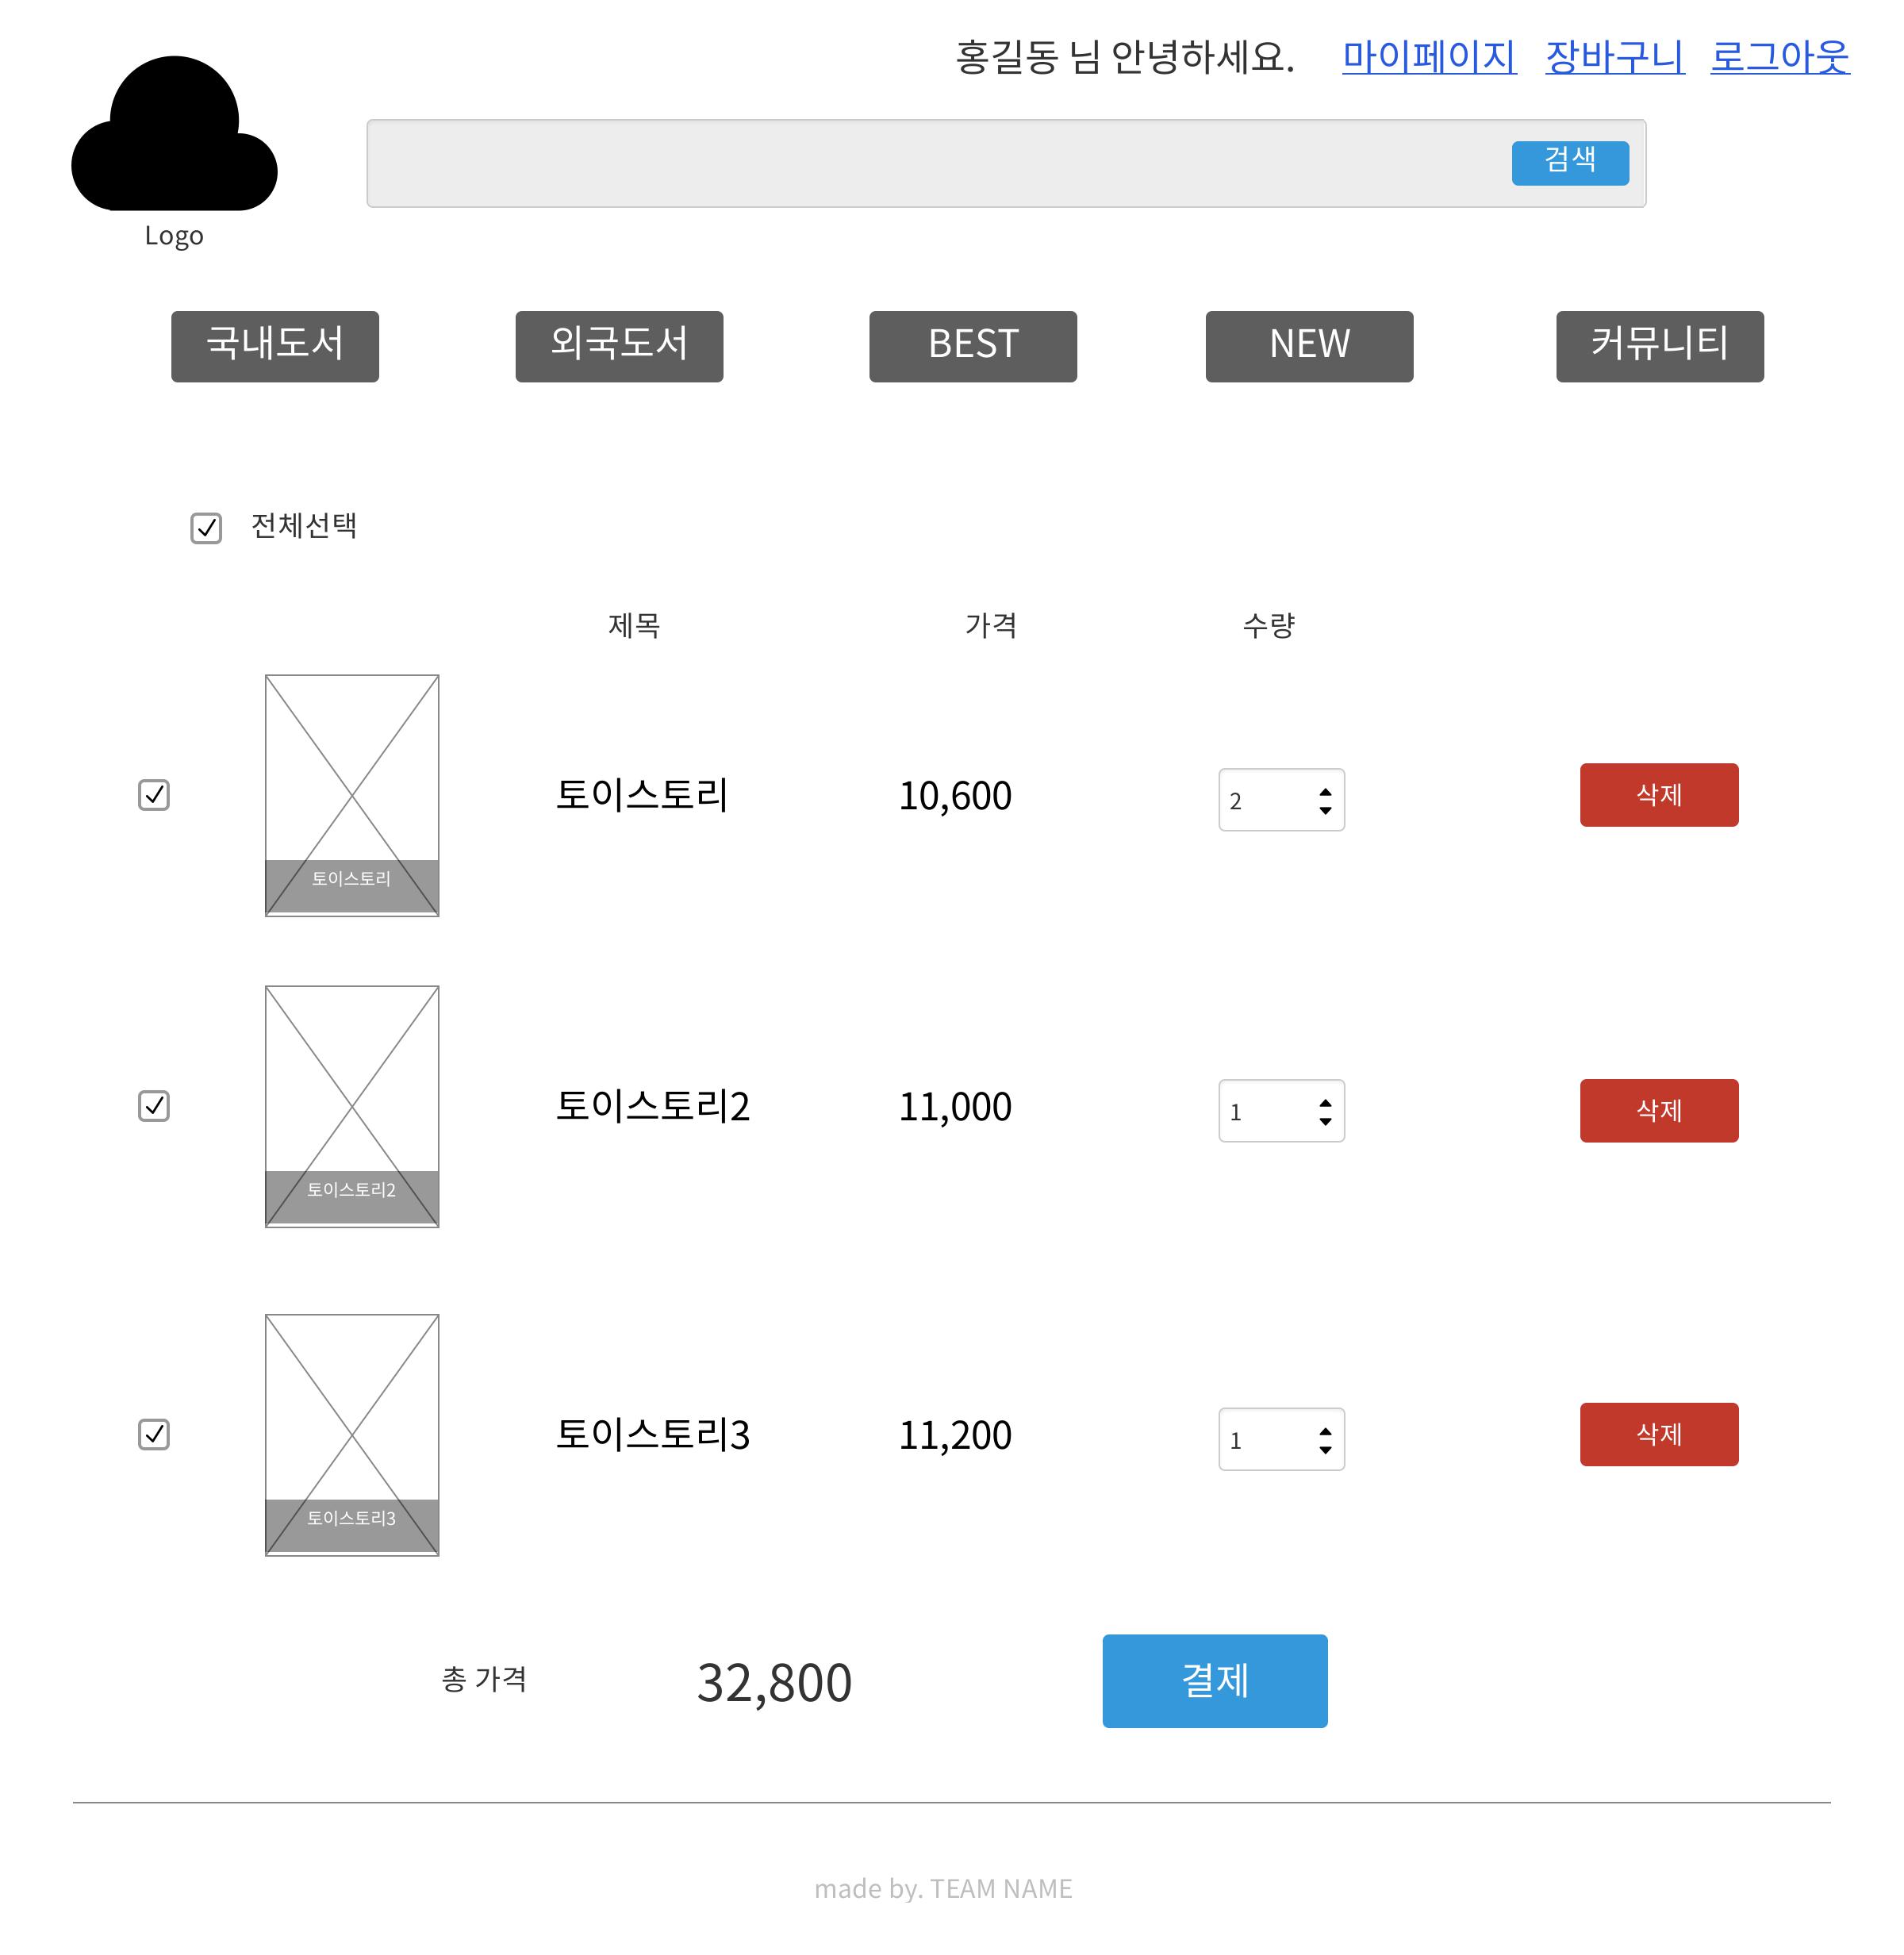 홍길동 님 안녕하세요. 마이페이지 장바구니 로그아웃
검색
Logo
국내도서 외국도서 BEST NEW 커뮤니티
전체선택
제목 가격 수량
토이스토리 10,600 2 삭제
토이스토리
토이스토리2 11,000 1 삭제
토이스토리2
토이스토리3 11,200 1 삭제
토이스토리3
총 가격 32,800 결제
made by. TEAM NAME